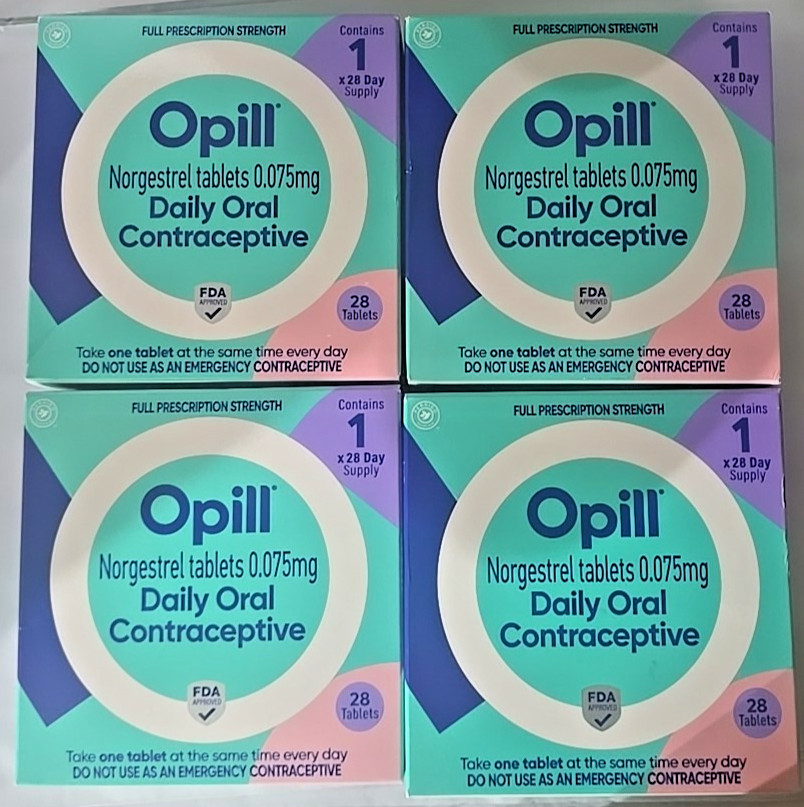 FULL PRESCRIPTION STRENGTH
Contains
1
x 28 Day
Supply
Opill®
Norgestrel tablets 0.075mg
Daily Oral
Contraceptive
FDA
APPROVED
28
Tablets
Take one tablet at the same time every day
DO NOT USE AS AN EMERGENCY CONTRACEPTIVE
FULL PRESCRIPTION STRENGTH
Contains
1
x 28 Day
Supply
Opill®
Norgestrel tablets 0.075mg
Daily Oral
Contraceptive
FDA
APPROVED
28
Tablets
Take one tablet at the same time every day
DO NOT USE AS AN EMERGENCY CONTRACEPTIVE
FULL PRESCRIPTION STRENGTH
Contains
1
x 28 Day
Supply
Opill®
Norgestrel tablets 0.075mg
Daily Oral
Contraceptive
FDA
APPROVED
28
Tablets
Take one tablet at the same time every day
DO NOT USE AS AN EMERGENCY CONTRACEPTIVE
FULL PRESCRIPTION STRENGTH
Contains
1
x 28 Day
Supply
Opill®
Norgestrel tablets 0.075mg
Daily Oral
Contraceptive
FDA
APPROVED
28
Tablets
Take one tablet at the same time every day
DO NOT USE AS AN EMERGENCY CONTRACEPTIVE